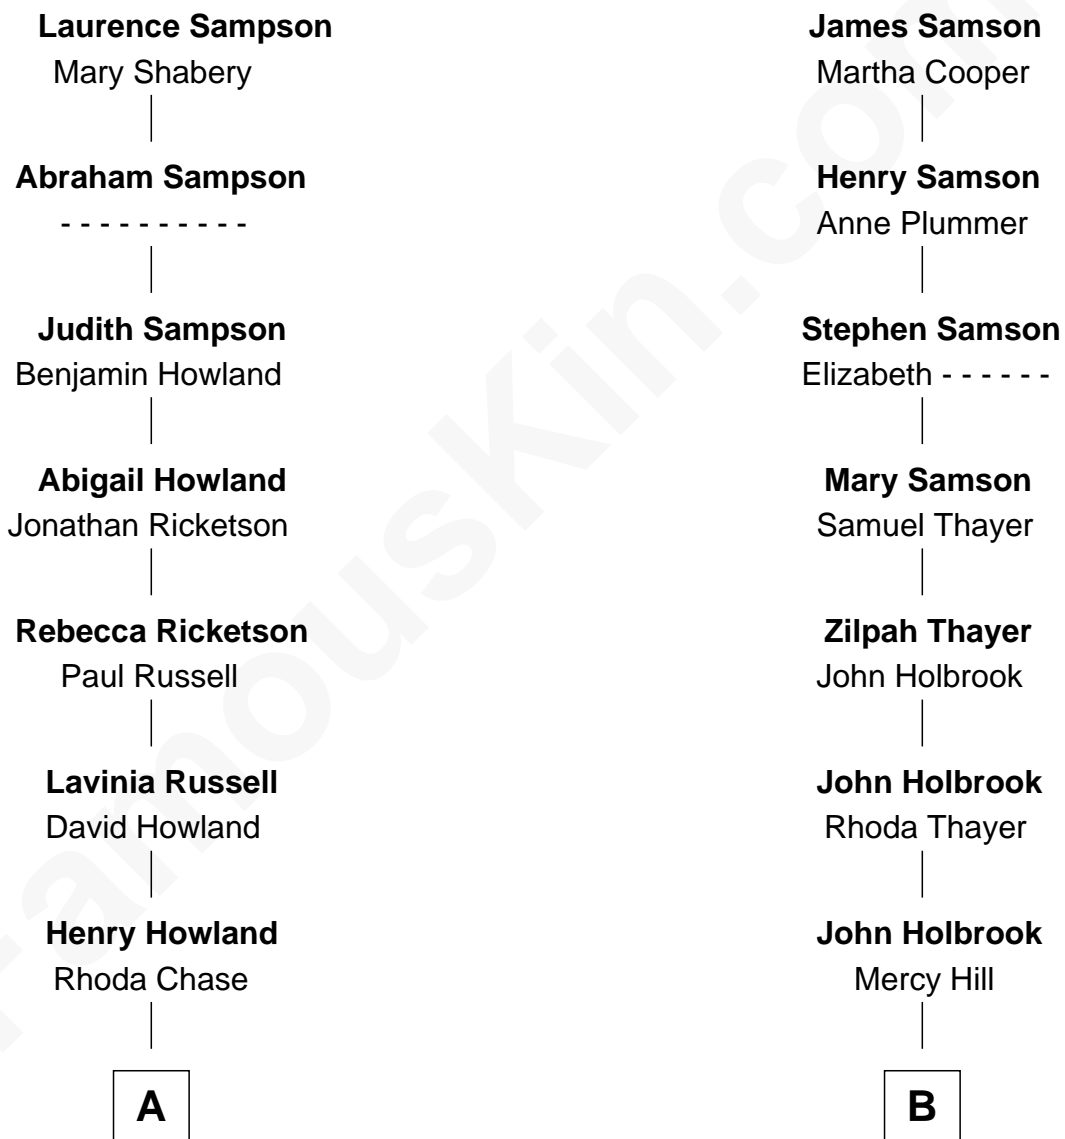 Laurence Sampson
Mary Shabery
Abraham Sampson
- - - - - - - - - -
Judith Sampson
Benjamin Howland
Abigail Howland
Jonathan Ricketson
Rebecca Ricketson
Paul Russell
Lavinia Russell
David Howland
Henry Howland
Rhoda Chase
A
James Samson
Martha Cooper
Henry Samson
Anne Plummer
Stephen Samson
Elizabeth - - - - - -
Mary Samson
Samuel Thayer
Zilpah Thayer
John Holbrook
John Holbrook
Rhoda Thayer
John Holbrook
Mercy Hill
B
FamousKin.com